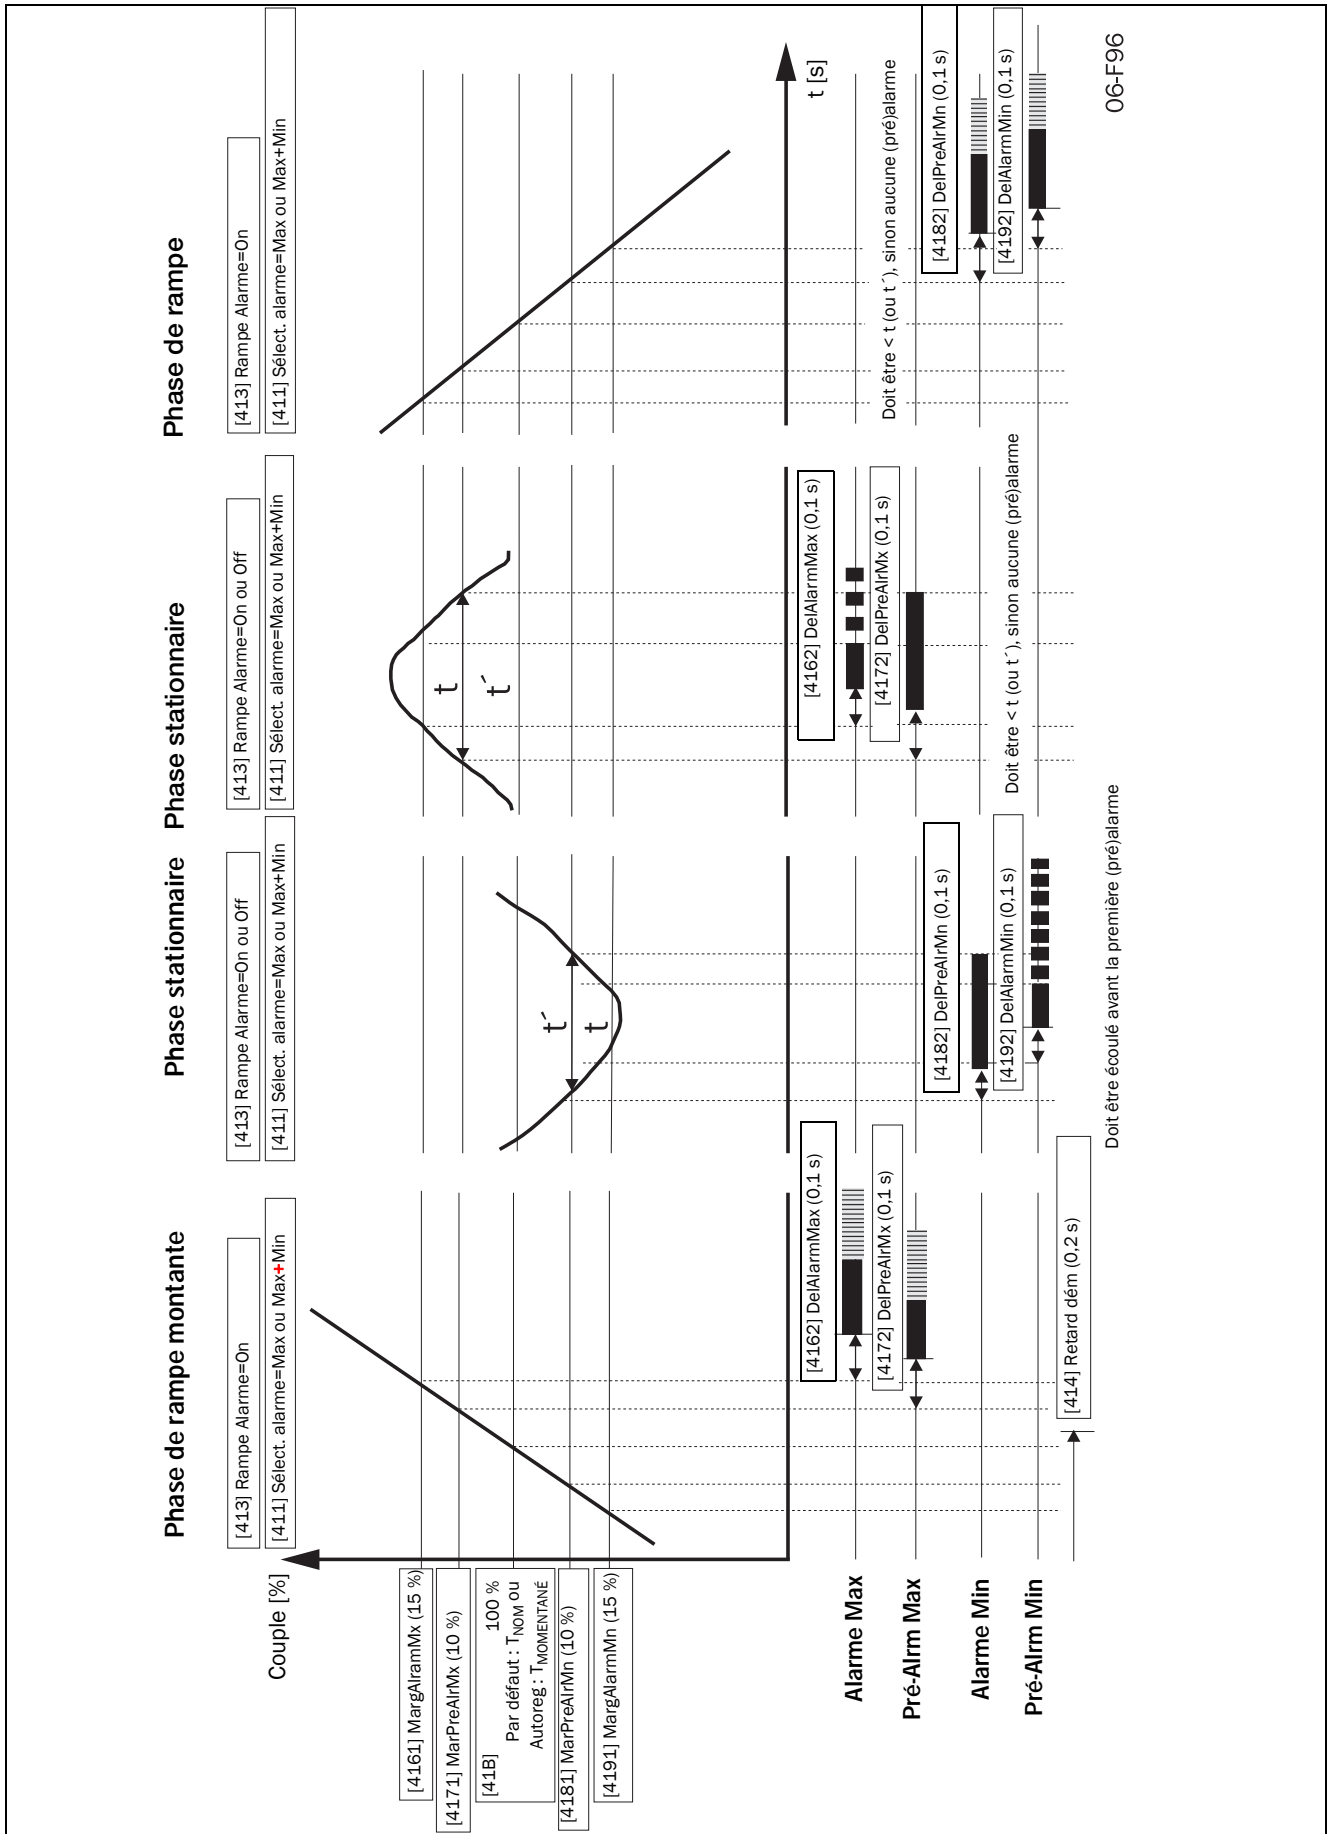 Phase de rampe montante
Phase stationnaire
Phase stationnaire
Phase de rampe
[413] Rampe Alarme=On
[413] Rampe Alarme=On ou Off
[413] Rampe Alarme=On ou Off
[413] Rampe Alarme=On
[411] Sélect. alarme=Max ou Max+Min
[411] Sélect. alarme=Max ou Max+Min
[411] Sélect. alarme=Max ou Max+Min
[411] Sélect. alarme=Max ou Max+Min
Couple [%]
[4161] MargAlramMx (15 %)
[4171] MarPreAlrMx (10 %)
[41B] 100 %
Par défaut : TNOM ou
Autoreg : TMOMENTANÉ
[4181] MarPreAlrMn (10 %)
[4191] MargAlarmMn (15 %)
t´
t
t
t´
t [s]
[4162] DelAlarmMax (0,1 s)
[4162] DelAlarmMax (0,1 s)
Alarme Max
[4172] DelPreAlrMx (0,1 s)
[4172] DelPreAlrMx (0,1 s)
Doit être < t (ou t´), sinon aucune (pré)alarme
Pré-Alrm Max
[4182] DelPreAlrMn (0,1 s)
[4182] DelPreAlrMn (0,1 s)
Alarme Min
[4192] DelAlarmMin (0,1 s)
Doit être < t (ou t´), sinon aucune (pré)alarme
[4192] DelAlarmMin (0,1 s)
Pré-Alrm Min
[414] Retard dém (0,2 s)
Doit être écoulé avant la première (pré)alarme
06-F96